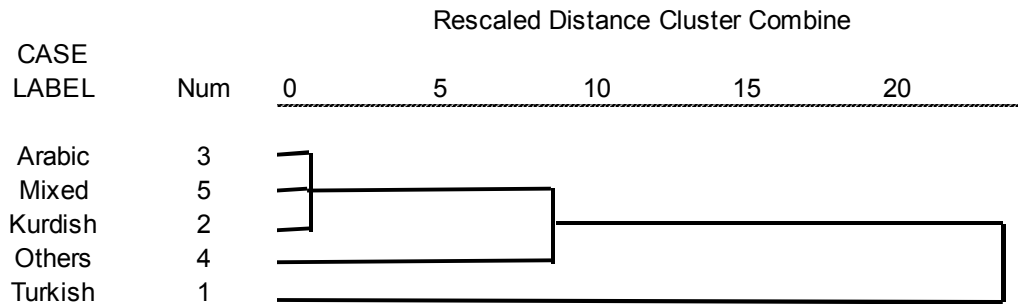 Rescaled Distance Cluster Combine
CASE
LABEL Num 0 5 10 15 20
Arabic 3
Mixed 5
Kurdish 2
Others 4
Turkish 1